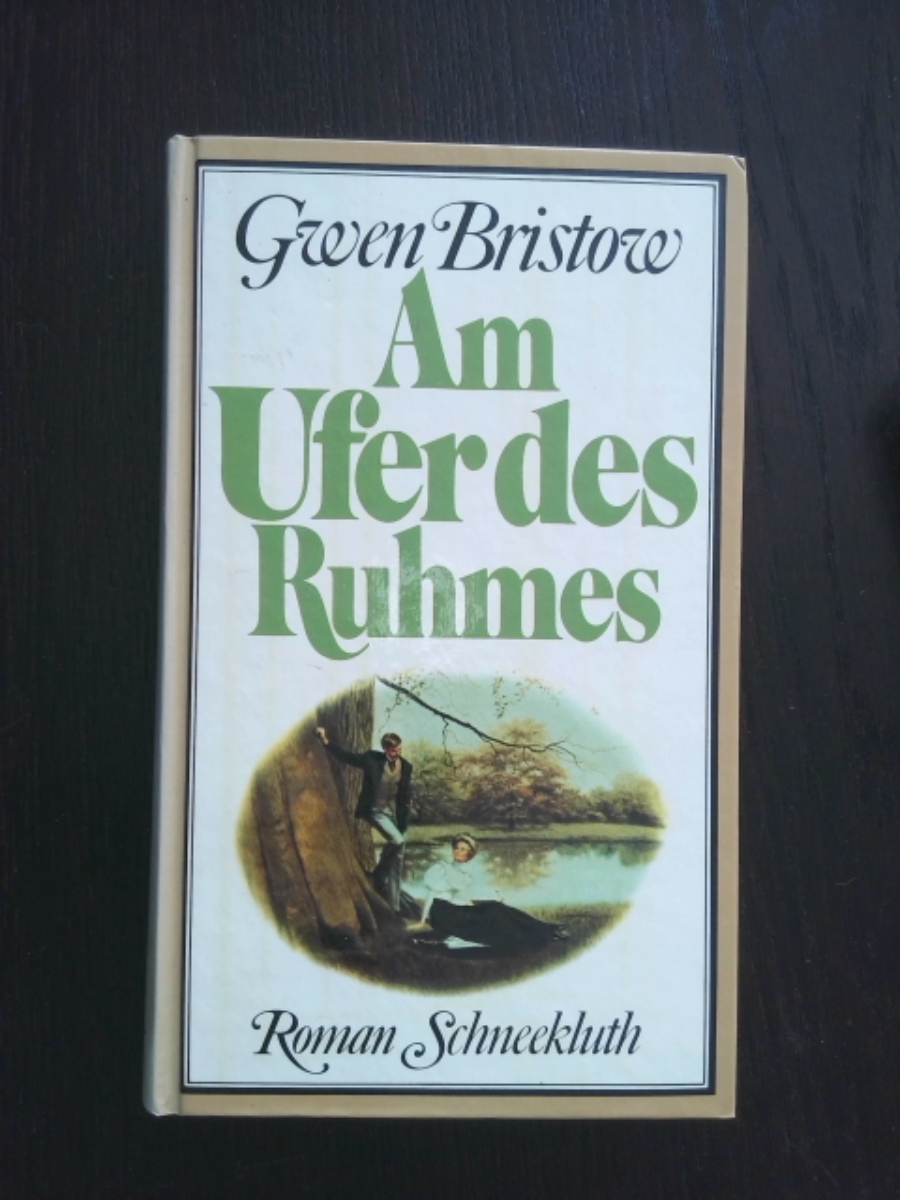 Gwen Bristow
Am
Ufer des
Ruhmes
Roman Schneekluth